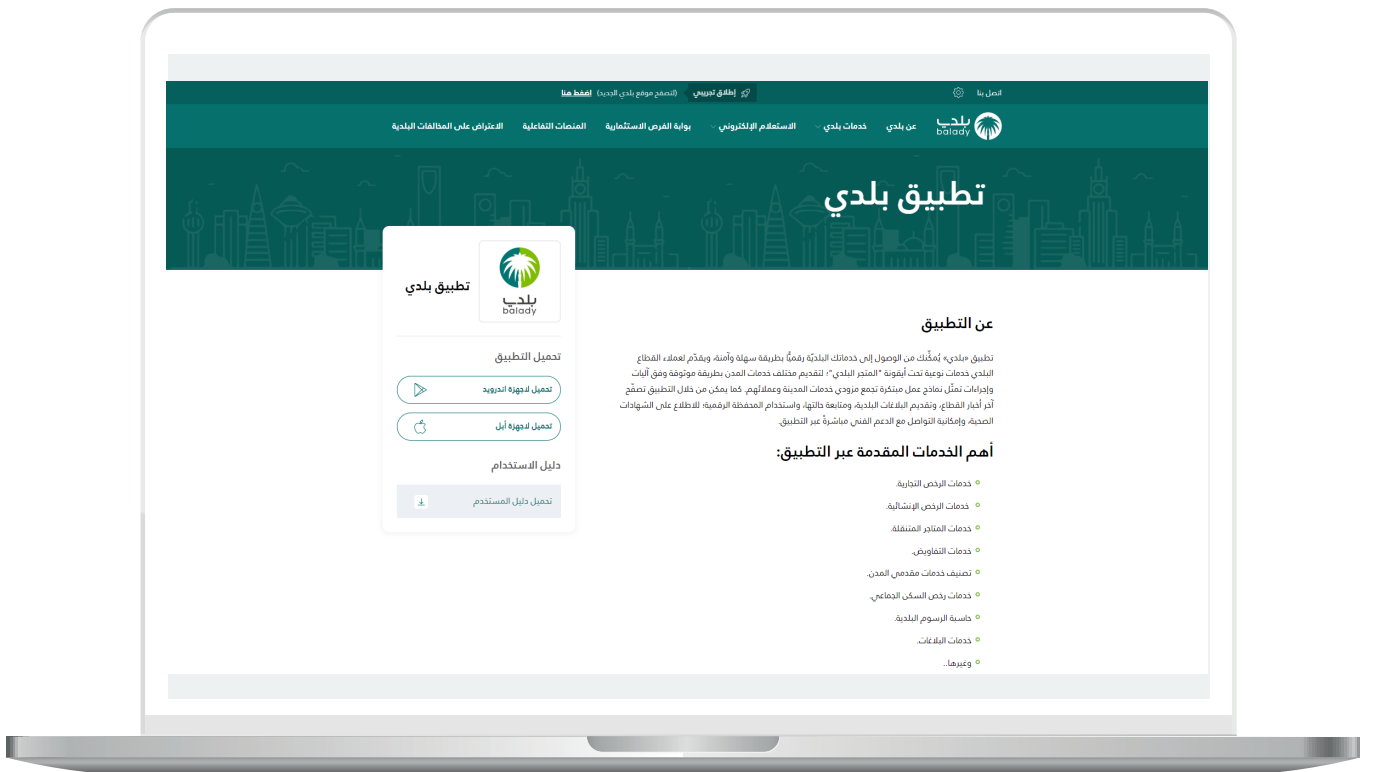 اتصل بنا
إطلاق تجريبي (لتصفح موقع بلدي الجديد) اضغط هنا
بلدي
balady
عن بلدي خدمات بلدي الاستعلام الإلكتروني بوابة الفرص الاستثمارية المنصات التفاعلية الاعتراض على المخالفات البلدية
تطبيق بلدي
عن التطبيق
تطبيق «بلدي» يُمكِّنك من الوصول إلى خدماتك البلديّة رقميًّا بطريقة سهلة وآمنة، ويقدّم لعملاء القطاع
البلدي خدمات نوعية تحت أيقونة "المتجر البلدي"؛ لتقديم مختلف خدمات المدن بطريقة موثوقة وفق آليات
وإجراءات تمثّل نماذج عمل مبتكرة تجمع مزودي خدمات المدينة وعملائهم. كما يمكن من خلال التطبيق تصفّح
آخر أخبار القطاع، وتقديم البلاغات البلدية، ومتابعة حالتها، واستخدام المحفظة الرقمية؛ للاطلاع على الشهادات
الصحية، وإمكانية التواصل مع الدعم الفني مباشرةً عبر التطبيق.
أهم الخدمات المقدمة عبر التطبيق:
خدمات الرخص التجارية.
خدمات الرخص الإنشائية.
خدمات المتاجر المتنقلة.
خدمات التفاويض.
تصنيف خدمات مقدمي المدن.
خدمات رخص السكن الجماعي.
حاسبة الرسوم البلدية.
خدمات البلاغات.
وغيرها..
بلدي
balady
تطبيق بلدي
تحميل التطبيق
تحميل لاجهزة اندرويد
تحميل لاجهزة أبل
دليل الاستخدام
تحميل دليل المستخدم